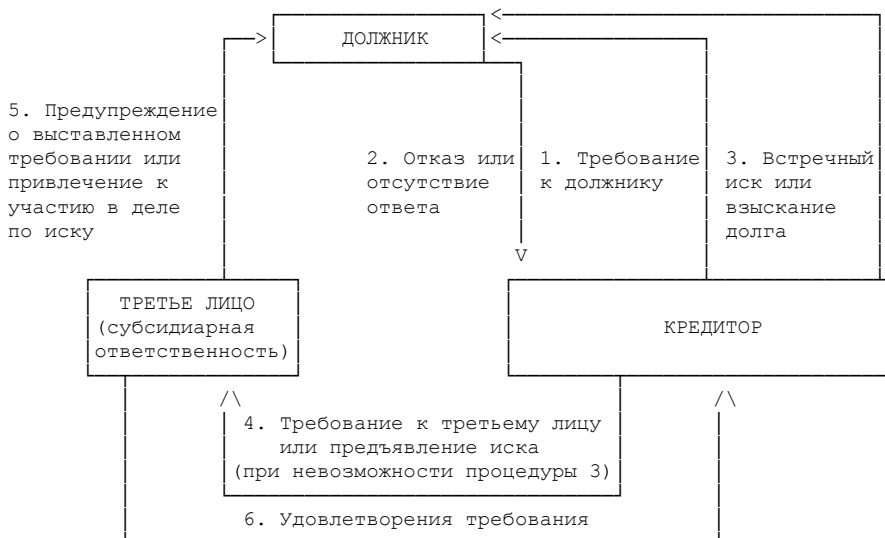 ДОЛЖНИК
5. Предупреждение
о выставленном
требовании или
привлечение к
участию в деле
по иску
2. Отказ или
отсутствие
ответа
1. Требование
к должнику
3. Встречный
иск или
взыскание
долга
ТРЕТЬЕ ЛИЦО
(субсидиарная
ответственность)
КРЕДИТОР
4. Требование к третьему лицу
или предъявление иска
(при невозможности процедуры 3)
6. Удовлетворения требования